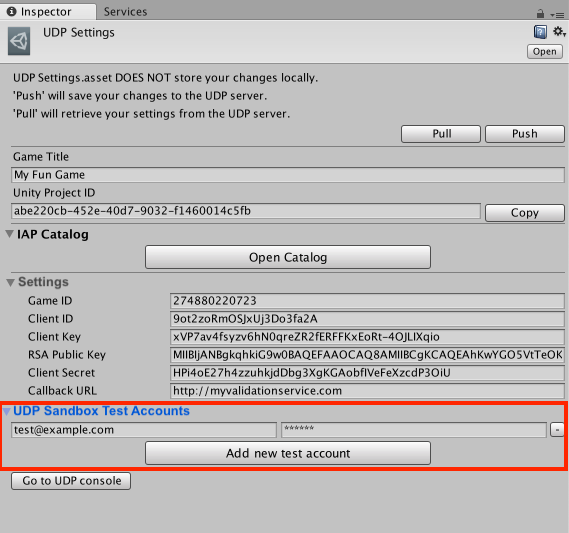 Inspector Services
UDP Settings
Open
UDP Settings.asset DOES NOT store your changes locally.
'Push' will save your changes to the UDP server.
'Pull' will retrieve your settings from the UDP server.
Pull Push
Game Title
My Fun Game
Unity Project ID
abe220cb-452e-40d7-9032-f1460014c5fb Copy
IAP Catalog
Open Catalog
Settings
Game ID 274880220723
Client ID 9ot2zoRmOSJxUj3Do3fa2A
Client Key xVP7av4fsyzv6hN0qreZR2fERFFKxEoRt-4OJLIXqio
RSA Public Key MIIBIjANBgkqhkiG9w0BAQEFAAOCAQ8AMIIBCgKCAQEAhKwYGO5VtTeOK
Client Secret HPi4oE27h4zzuhkjdDbg3XgKGAobflVeFeXzcdP3OiU
Callback URL http://myvalidationservice.com
UDP Sandbox Test Accounts
test@example.com ****** -
Add new test account
Go to UDP console